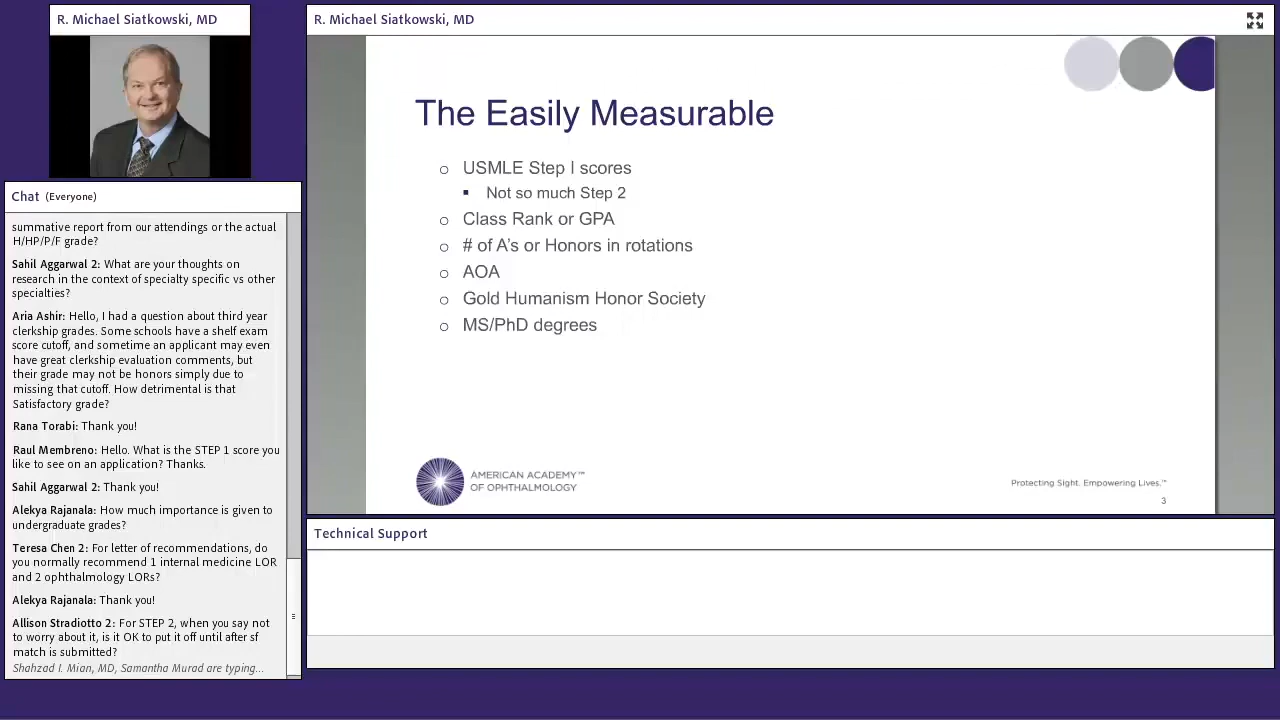 R. Michael Siatkowski, MD
Chat (Everyone)
summative report from our attendings or the actual
H/HP/P/F grade?
Sahil Aggarwal 2: What are your thoughts on
research in the context of specialty specific vs other
specialties?
Aria Ashir: Hello, I had a question about third year
clerkship grades. Some schools have a shelf exam
score cutoff, and sometime an applicant may even
have great clerkship evaluation comments, but
their grade may not be honors simply due to
missing that cutoff. How detrimental is that
Satisfactory grade?
Rana Torabi: Thank you!
Raul Membreno: Hello. What is the STEP 1 score you
like to see on an application? Thanks.
Sahil Aggarwal 2: Thank you!
Alekya Rajanala: How much importance is given to
undergraduate grades?
Teresa Chen 2: For letter of recommendations, do
you normally recommend 1 internal medicine LOR
and 2 ophthalmology LORs?
Alekya Rajanala: Thank you!
Allison Stradiotto 2: For STEP 2, when you say not
to worry about it, is it OK to put it off until after sf
match is submitted?
Shahzad I. Mian, MD, Samantha Murad are typing...
R. Michael Siatkowski, MD
The Easily Measurable
USMLE Step I scores
Not so much Step 2
Class Rank or GPA
# of A's or Honors in rotations
AOA
Gold Humanism Honor Society
MS/PhD degrees
AMERICAN ACADEMY™
OF OPHTHALMOLOGY
Protecting Sight. Empowering Lives.™
3
Technical Support